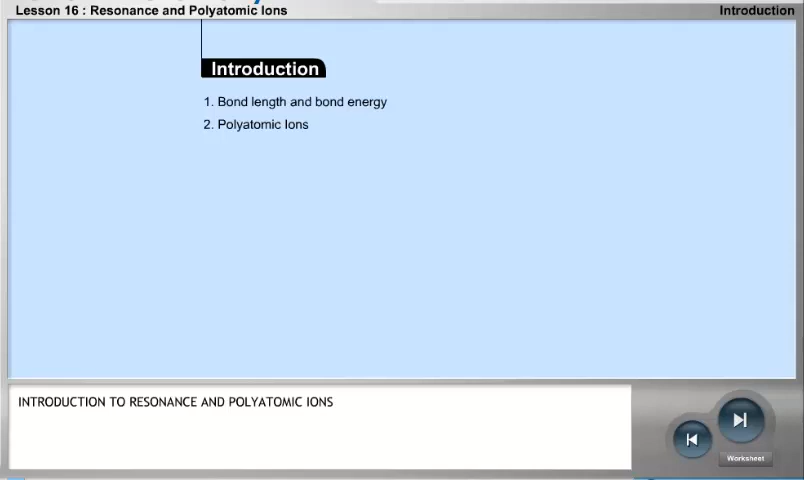 Lesson 16 : Resonance and Polyatomic Ions
Introduction
Introduction
1. Bond length and bond energy
2. Polyatomic Ions
INTRODUCTION TO RESONANCE AND POLYATOMIC IONS
Worksheet